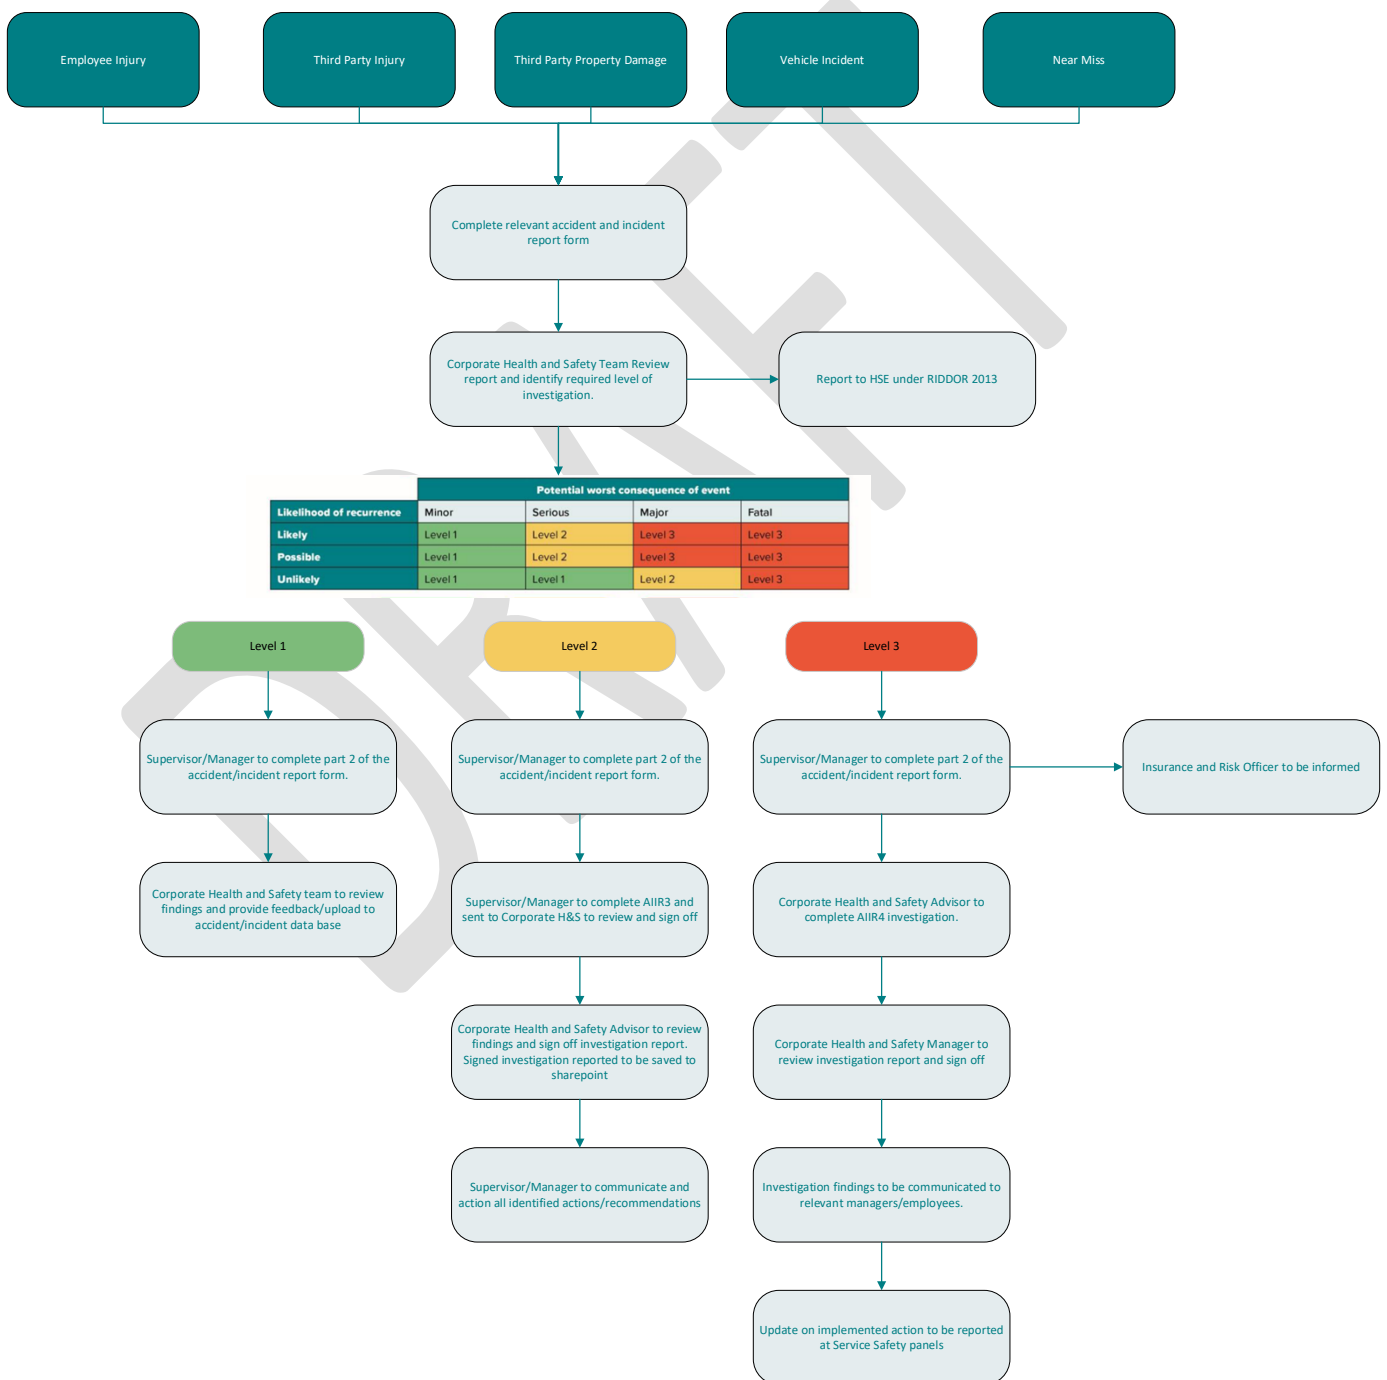 Employee Injury
Third Party Injury
Third Party Property Damage
Vehicle Incident
Near Miss
Complete relevant accident and incident
report form
Corporate Health and Safety Team Review
report and identify required level of
investigation.
Report to HSE under RIDDOR 2013
Potential worst consequence of event
Likelihood of recurrence Minor Serious Major Fatal
Likely Level 1 Level 2 Level 3 Level 3
Possible Level 1 Level 2 Level 3 Level 3
Unlikely Level 1 Level 1 Level 2 Level 3
Level 1
Level 2
Level 3
Supervisor/Manager to complete part 2 of the
accident/incident report form.
Supervisor/Manager to complete part 2 of the
accident/incident report form.
Supervisor/Manager to complete part 2 of the
accident/incident report form.
Insurance and Risk Officer to be informed
Corporate Health and Safety team to review
findings and provide feedback/upload to
accident/incident data base
Supervisor/Manager to complete AIIR3 and
sent to Corporate H&S to review and sign off
Corporate Health and Safety Advisor to
complete AIIR4 investigation.
Corporate Health and Safety Advisor to review
findings and sign off investigation report.
Signed investigation reported to be saved to
sharepoint
Corporate Health and Safety Manager to
review investigation report and sign off
Supervisor/Manager to communicate and
action all identified actions/recommendations
Investigation findings to be communicated to
relevant managers/employees.
Update on implemented action to be reported
at Service Safety panels
DRAFT